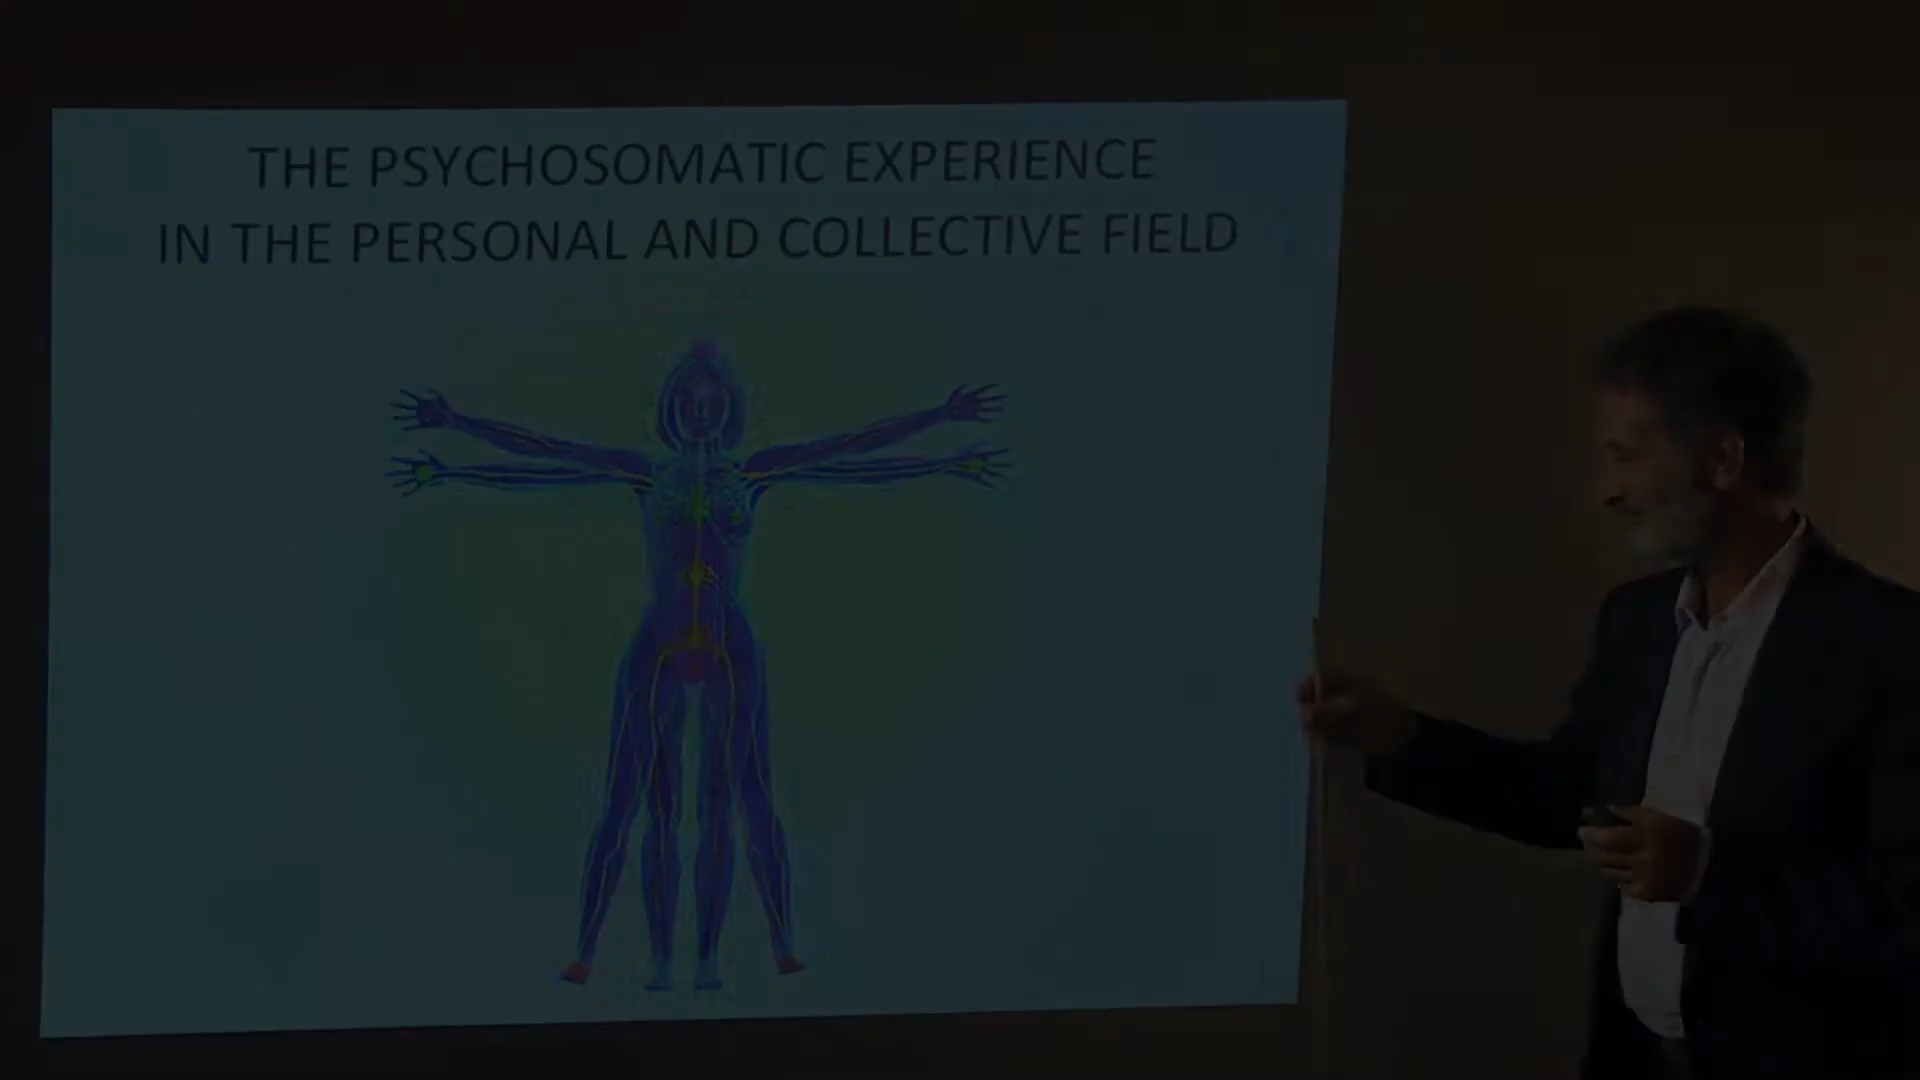 THE PSYCHOSOMATIC EXPERIENCE
IN THE PERSONAL AND COLLECTIVE FIELD